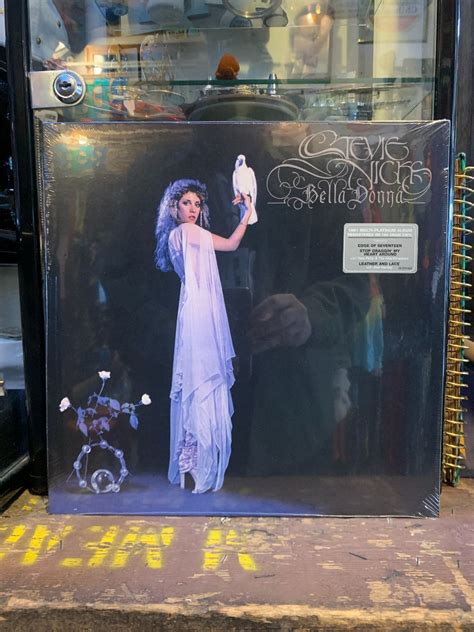 STEVIE
NICKS
Bella Donna
1981 MULTI-PLATINUM ALBUM
EDGE OF SEVENTEEN
STOP DRAGGIN' MY
HEART AROUND
LEATHER AND LACE